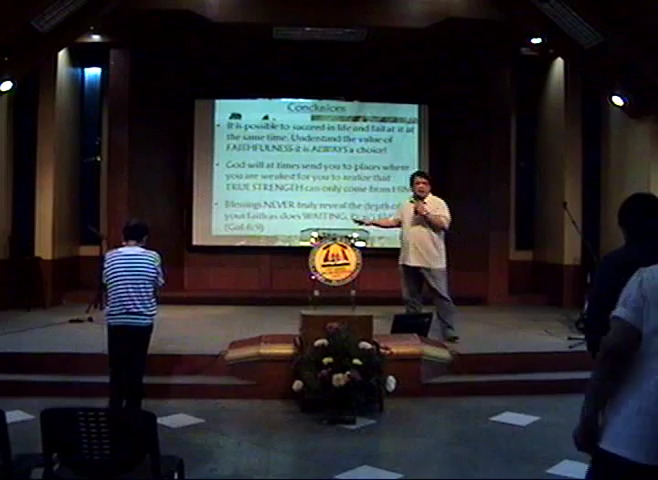 Conclusions
• It is possible to succeed in life and fail at it at
the same time. Understand the value of
FAITHFULNESS-it is ALWAYS a choice!
• God will at times send you to places where
you are weaked for you to realize that
TRUE STRENGTH can only come from HIM
• Blessings NEVER truly reveal the depth of
your faith as does WAITING.
(Gal 6:9)